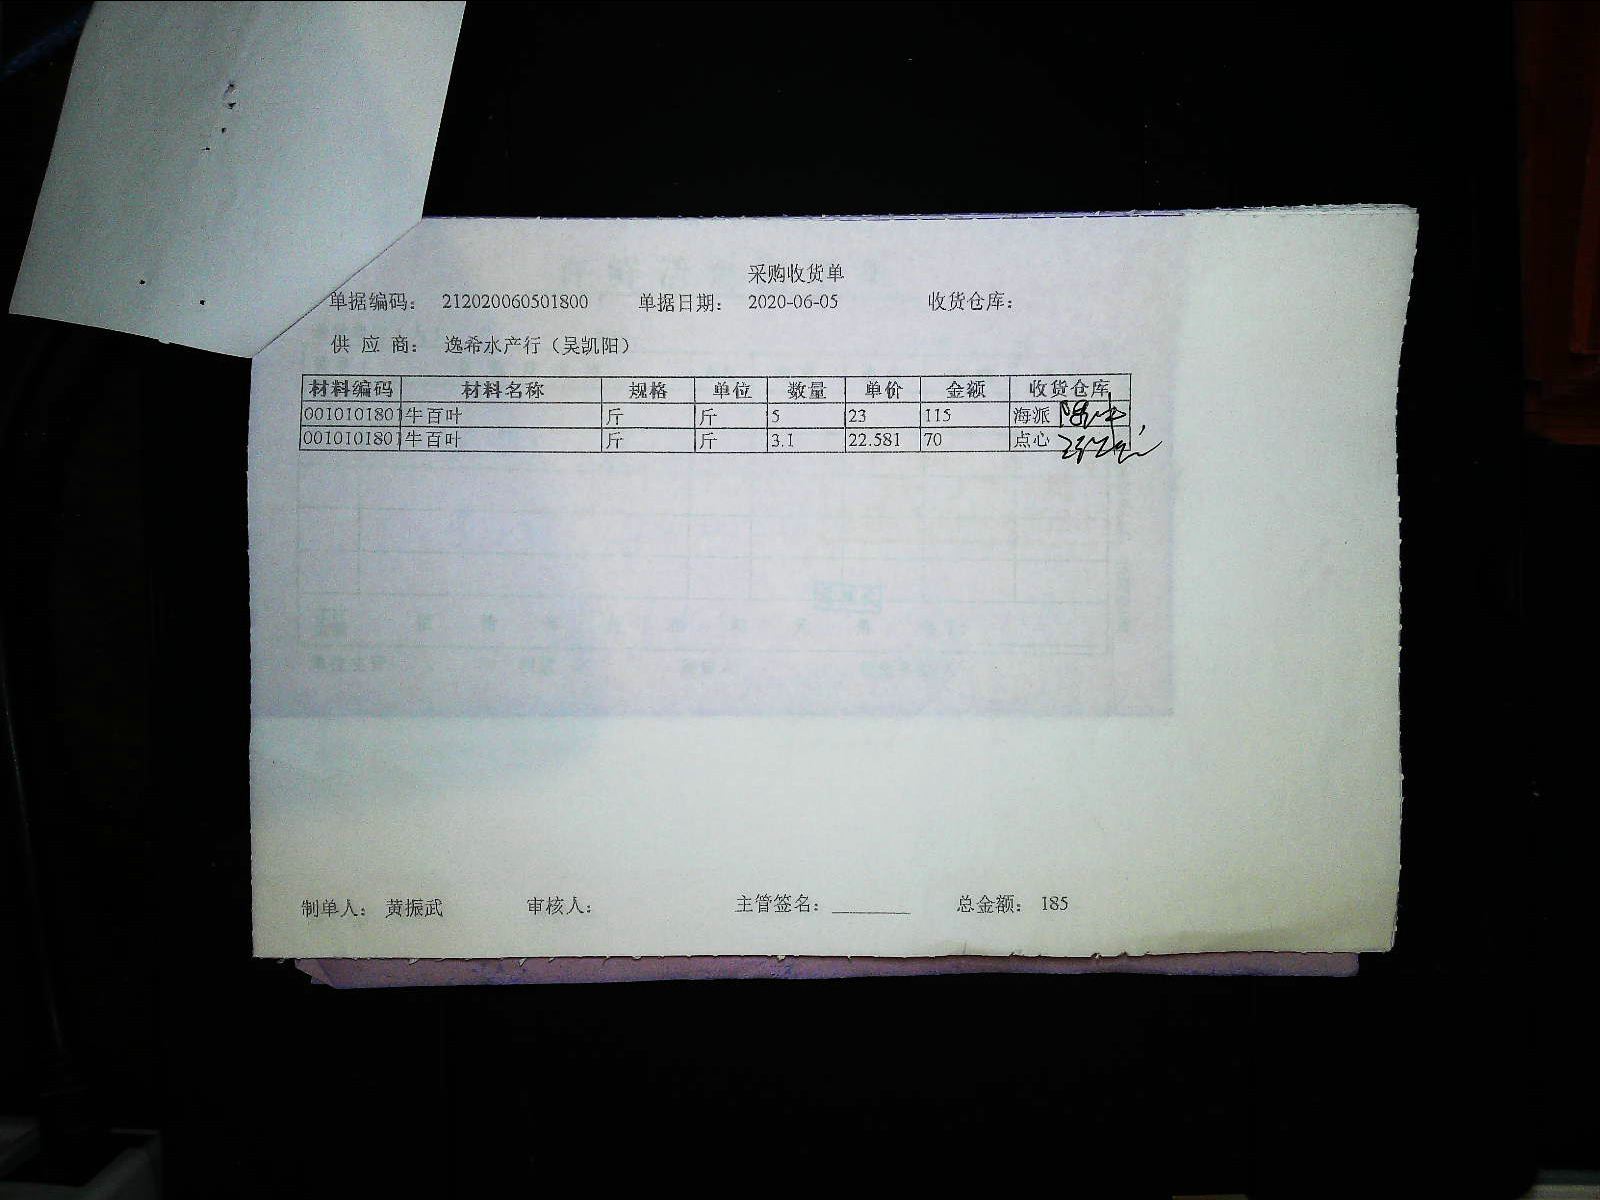 采购收货单
单据编码： 212020060501800 单据日期： 2020-06-05 收货仓库：
供 应 商： 逸希水产行（吴凯阳）
材料编码 材料名称 规格 单位 数量 单价 金额 收货仓库
0010101801 牛百叶 斤 斤 5 23 115 海派
0010101801 牛百叶 斤 斤 3.1 22.581 70 点心
制单人： 黄振武 审核人： 主管签名： 总金额： 185